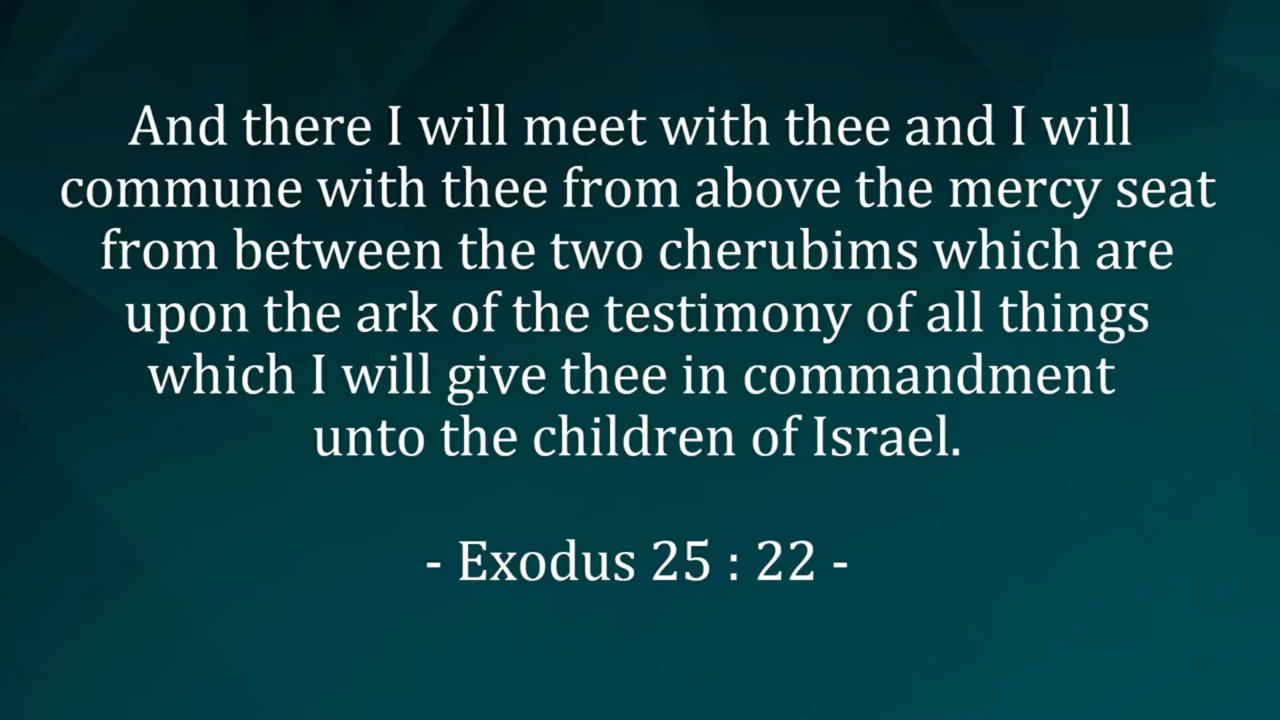 And there I will meet with thee and I will
commune with thee from above the mercy seat
from between the two cherubims which are
upon the ark of the testimony of all things
which I will give thee in commandment
unto the children of Israel.
- Exodus 25 : 22 -